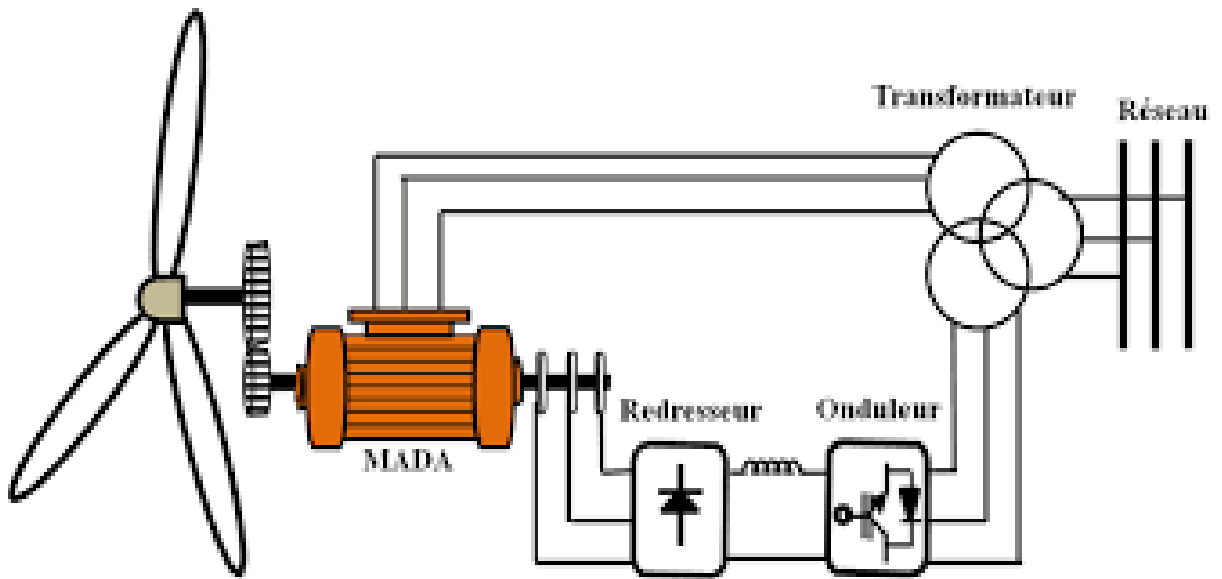 Transformateur
Réseau
MADA
Redresseur
Onduleur